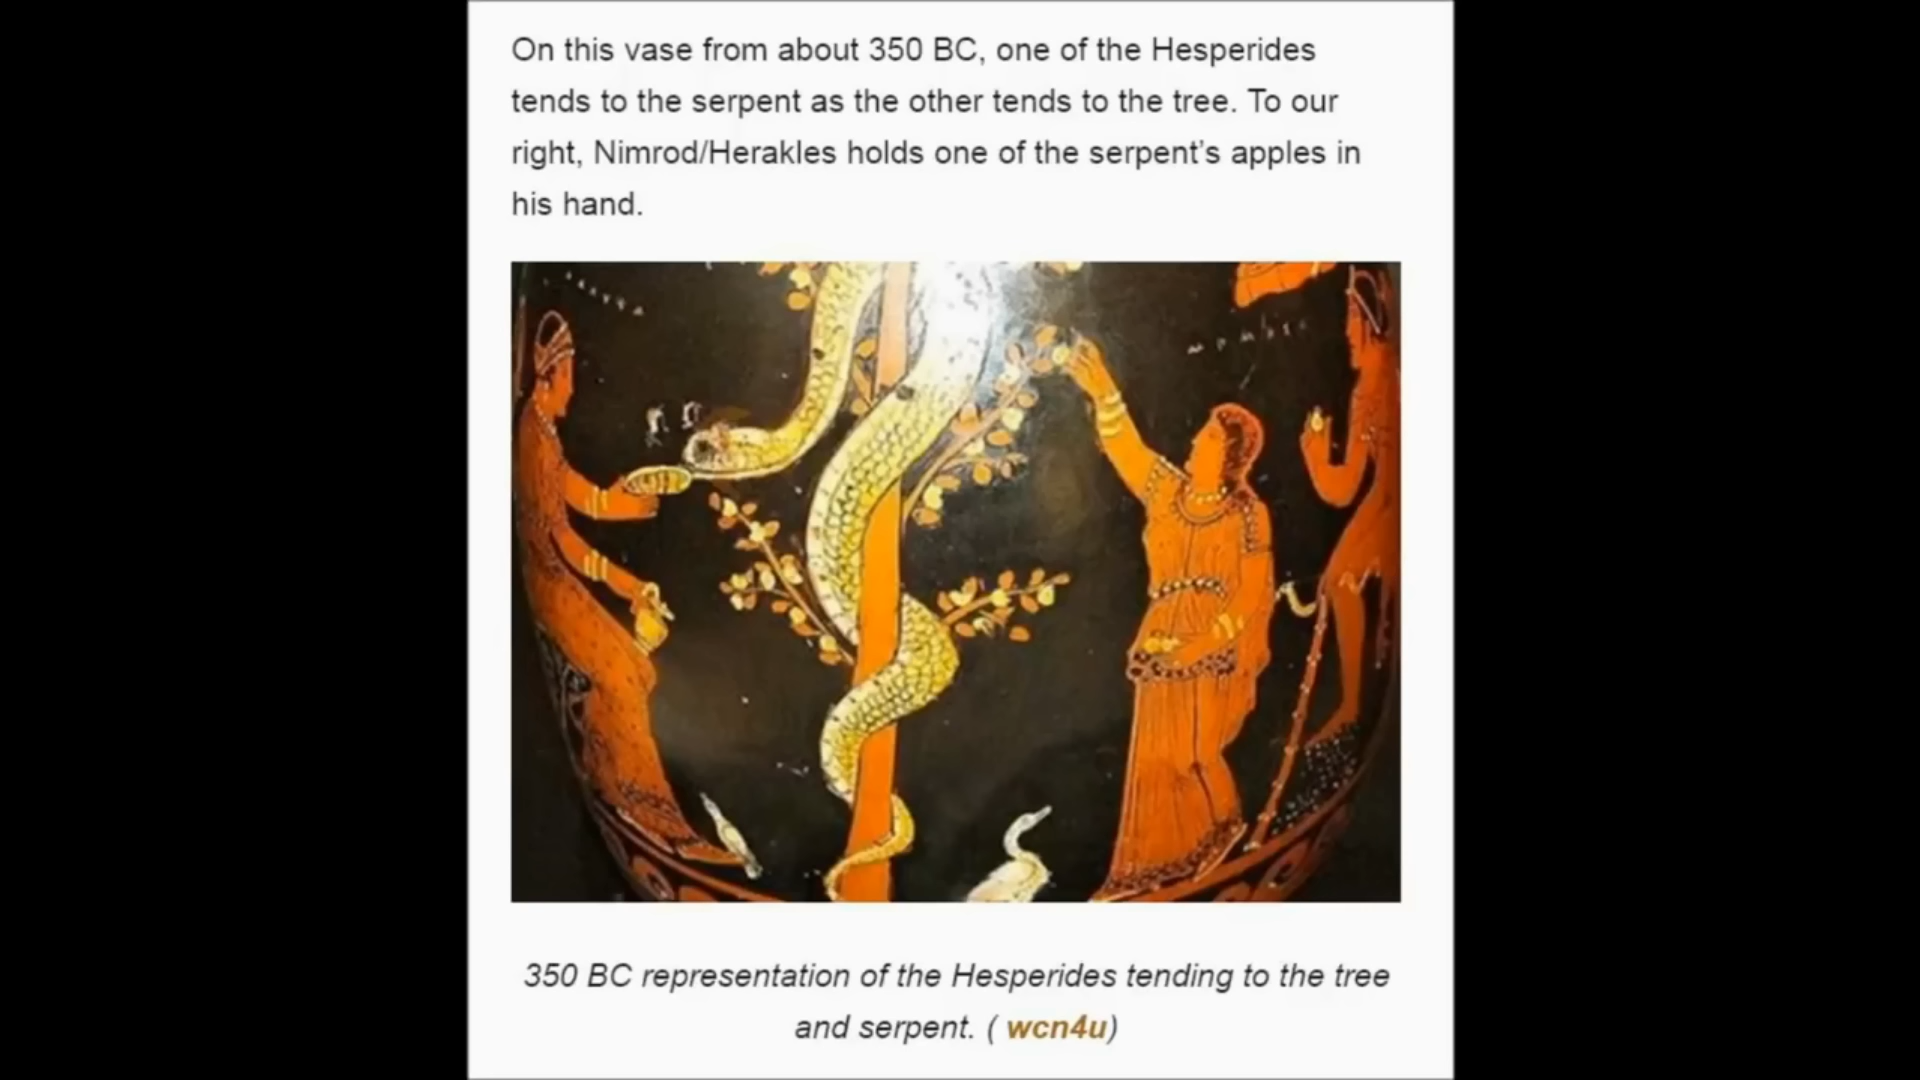 On this vase from about 350 BC, one of the Hesperides
tends to the serpent as the other tends to the tree. To our
right, Nimrod/Herakles holds one of the serpent’s apples in
his hand.
350 BC representation of the Hesperides tending to the tree
and serpent. ( wcn4u)